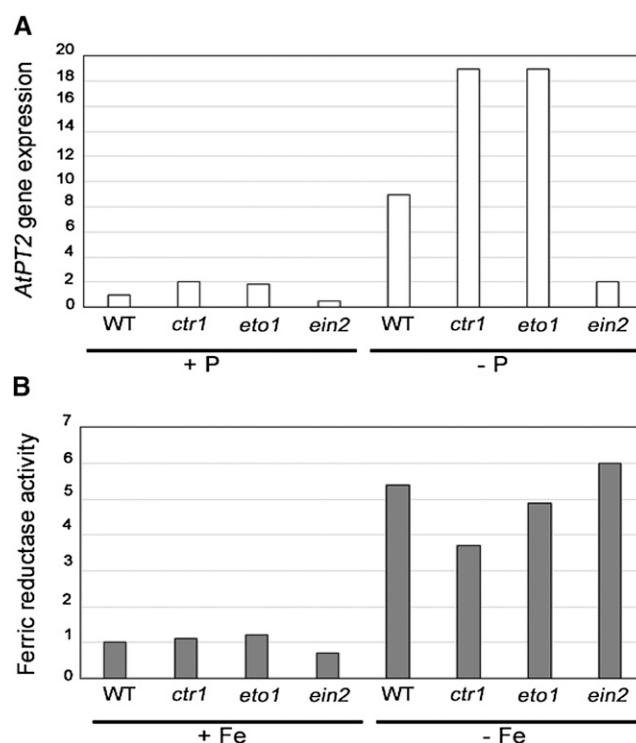 A
AtPT2 gene expression
20
18
16
14
12
10
8
6
4
2
0
WT ctr1 eto1 ein2 WT ctr1 eto1 ein2
+ P - P
B
Ferric reductase activity
7
6
5
4
3
2
1
0
WT ctr1 eto1 ein2 WT ctr1 eto1 ein2
+ Fe - Fe